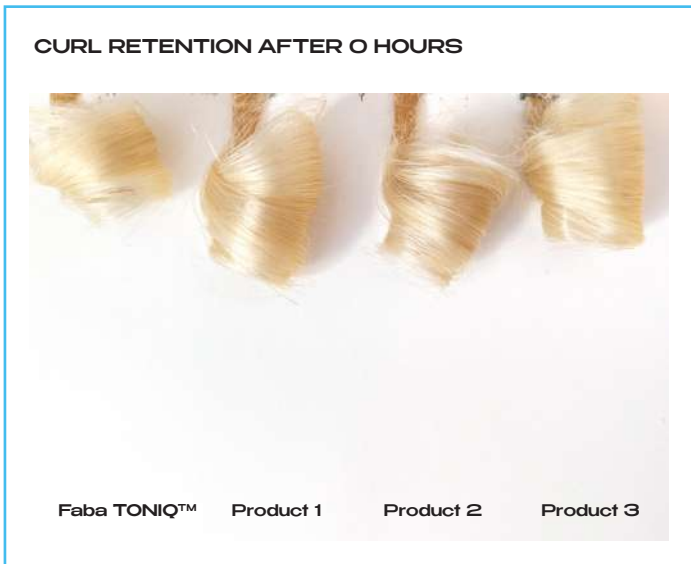 CURL RETENTION AFTER 0 HOURS
Faba TONIQ™ Product 1 Product 2 Product 3